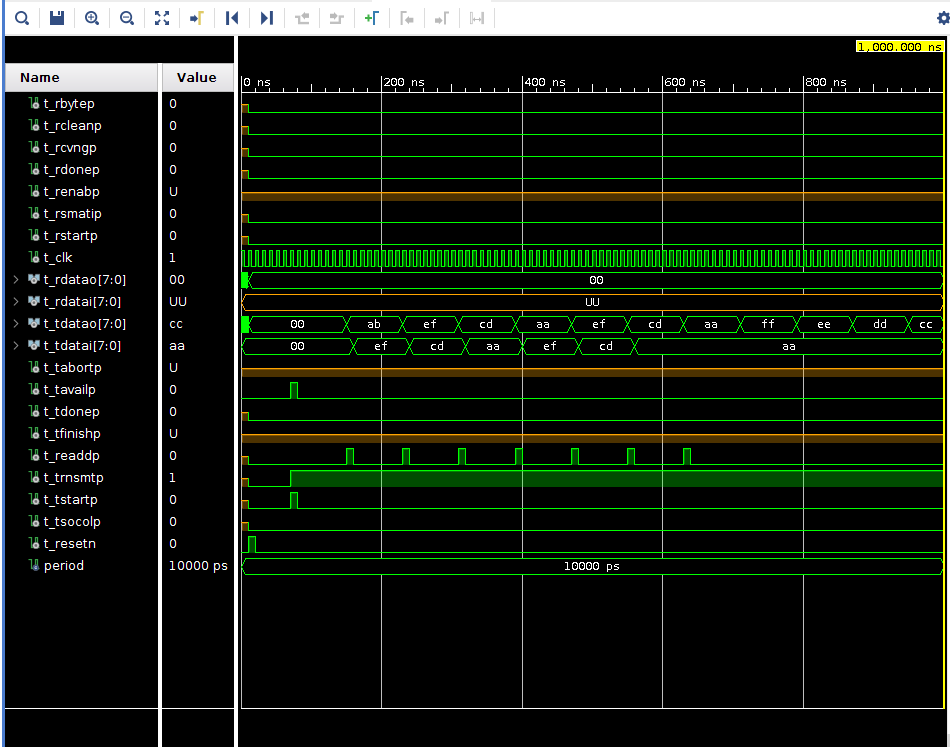 1,000.000 ns
Name Value 0 ns 200 ns 400 ns 600 ns 800 ns
t_rbytep 0
t_rcleanp 0
t_rcvngp 0
t_rdonep 0
t_renabp U
t_rsmatip 0
t_rstartp 0
t_clk 1
t_rdatao[7:0] 00 00
t_rdatai[7:0] UU UU
t_tdatao[7:0] cc 00 ab ef cd aa ef cd aa ff ee dd cc
t_tdatai[7:0] aa 00 ef cd aa ef cd aa
t_tabortp U
t_tavailp 0
t_tdonep 0
t_tfinishp U
t_readdp 0
t_trnsmtp 1
t_tstartp 0
t_tsocolp 0
t_resetn 0
period 10000 ps 10000 ps